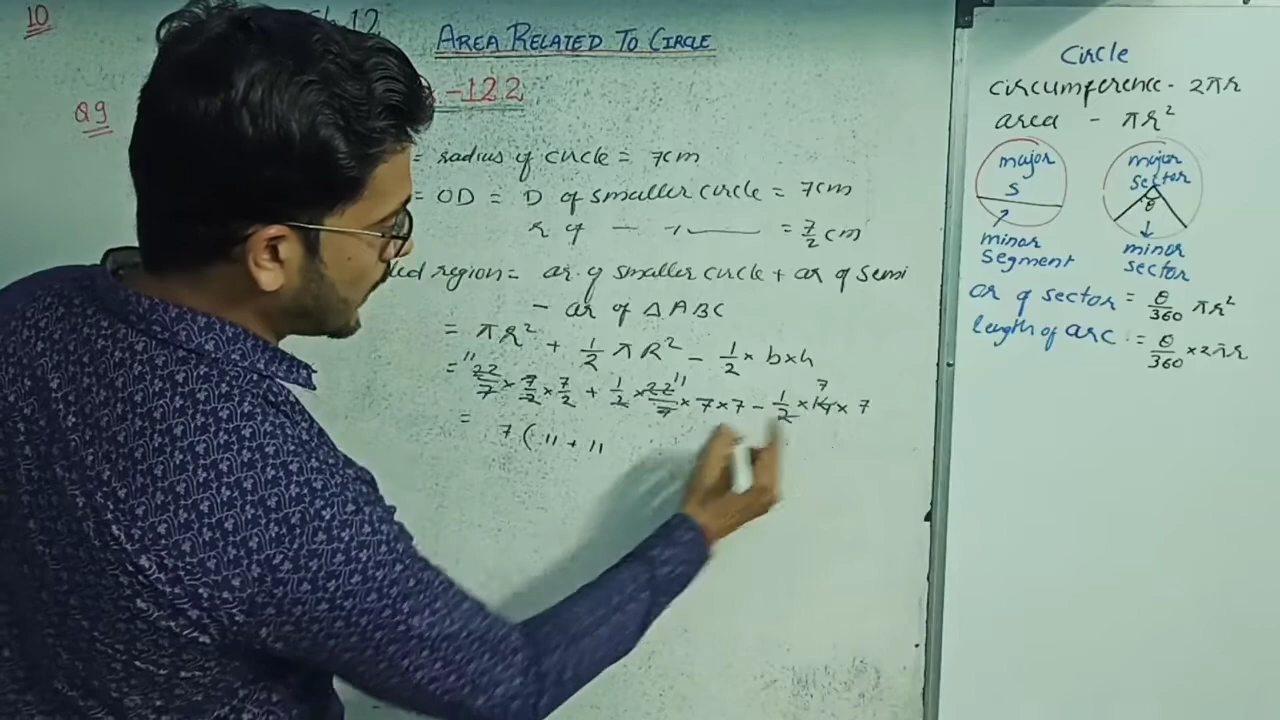 10
Ch 12
AREA RELATED TO CIRCLE
-122
Q9
= radius of circle = 7cm
= OD = D of smaller circle = 7cm
r of — -"- — = 7/2 cm
region = ar. of smaller circle + ar of semi
- ar of △ABC
= πr² + 1/2 πR² - 1/2 × b×h
= 22/7 × 7/2 × 7/2 + 1/2 × 22/7 × 7×7 - 1/2 × 14 × 7
11 11 7
= 7 ( 11 + 11
Circle
circumference - 2πr
area - πr²
major
S
minor
segment
major
sector
θ
minor
sector
ar of sector = θ/360 πr²
length of arc = θ/360 × 2πr